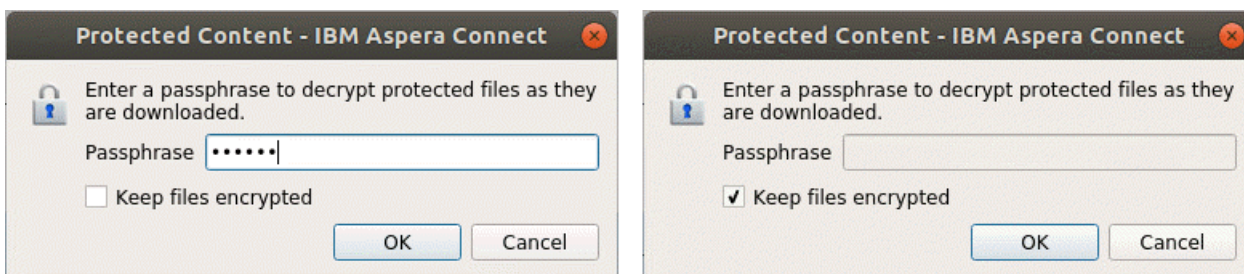 Protected Content - IBM Aspera Connect
Enter a passphrase to decrypt protected files as they
are downloaded.
Passphrase ••••••
Keep files encrypted
OK Cancel
Protected Content - IBM Aspera Connect
Enter a passphrase to decrypt protected files as they
are downloaded.
Passphrase
Keep files encrypted
OK Cancel